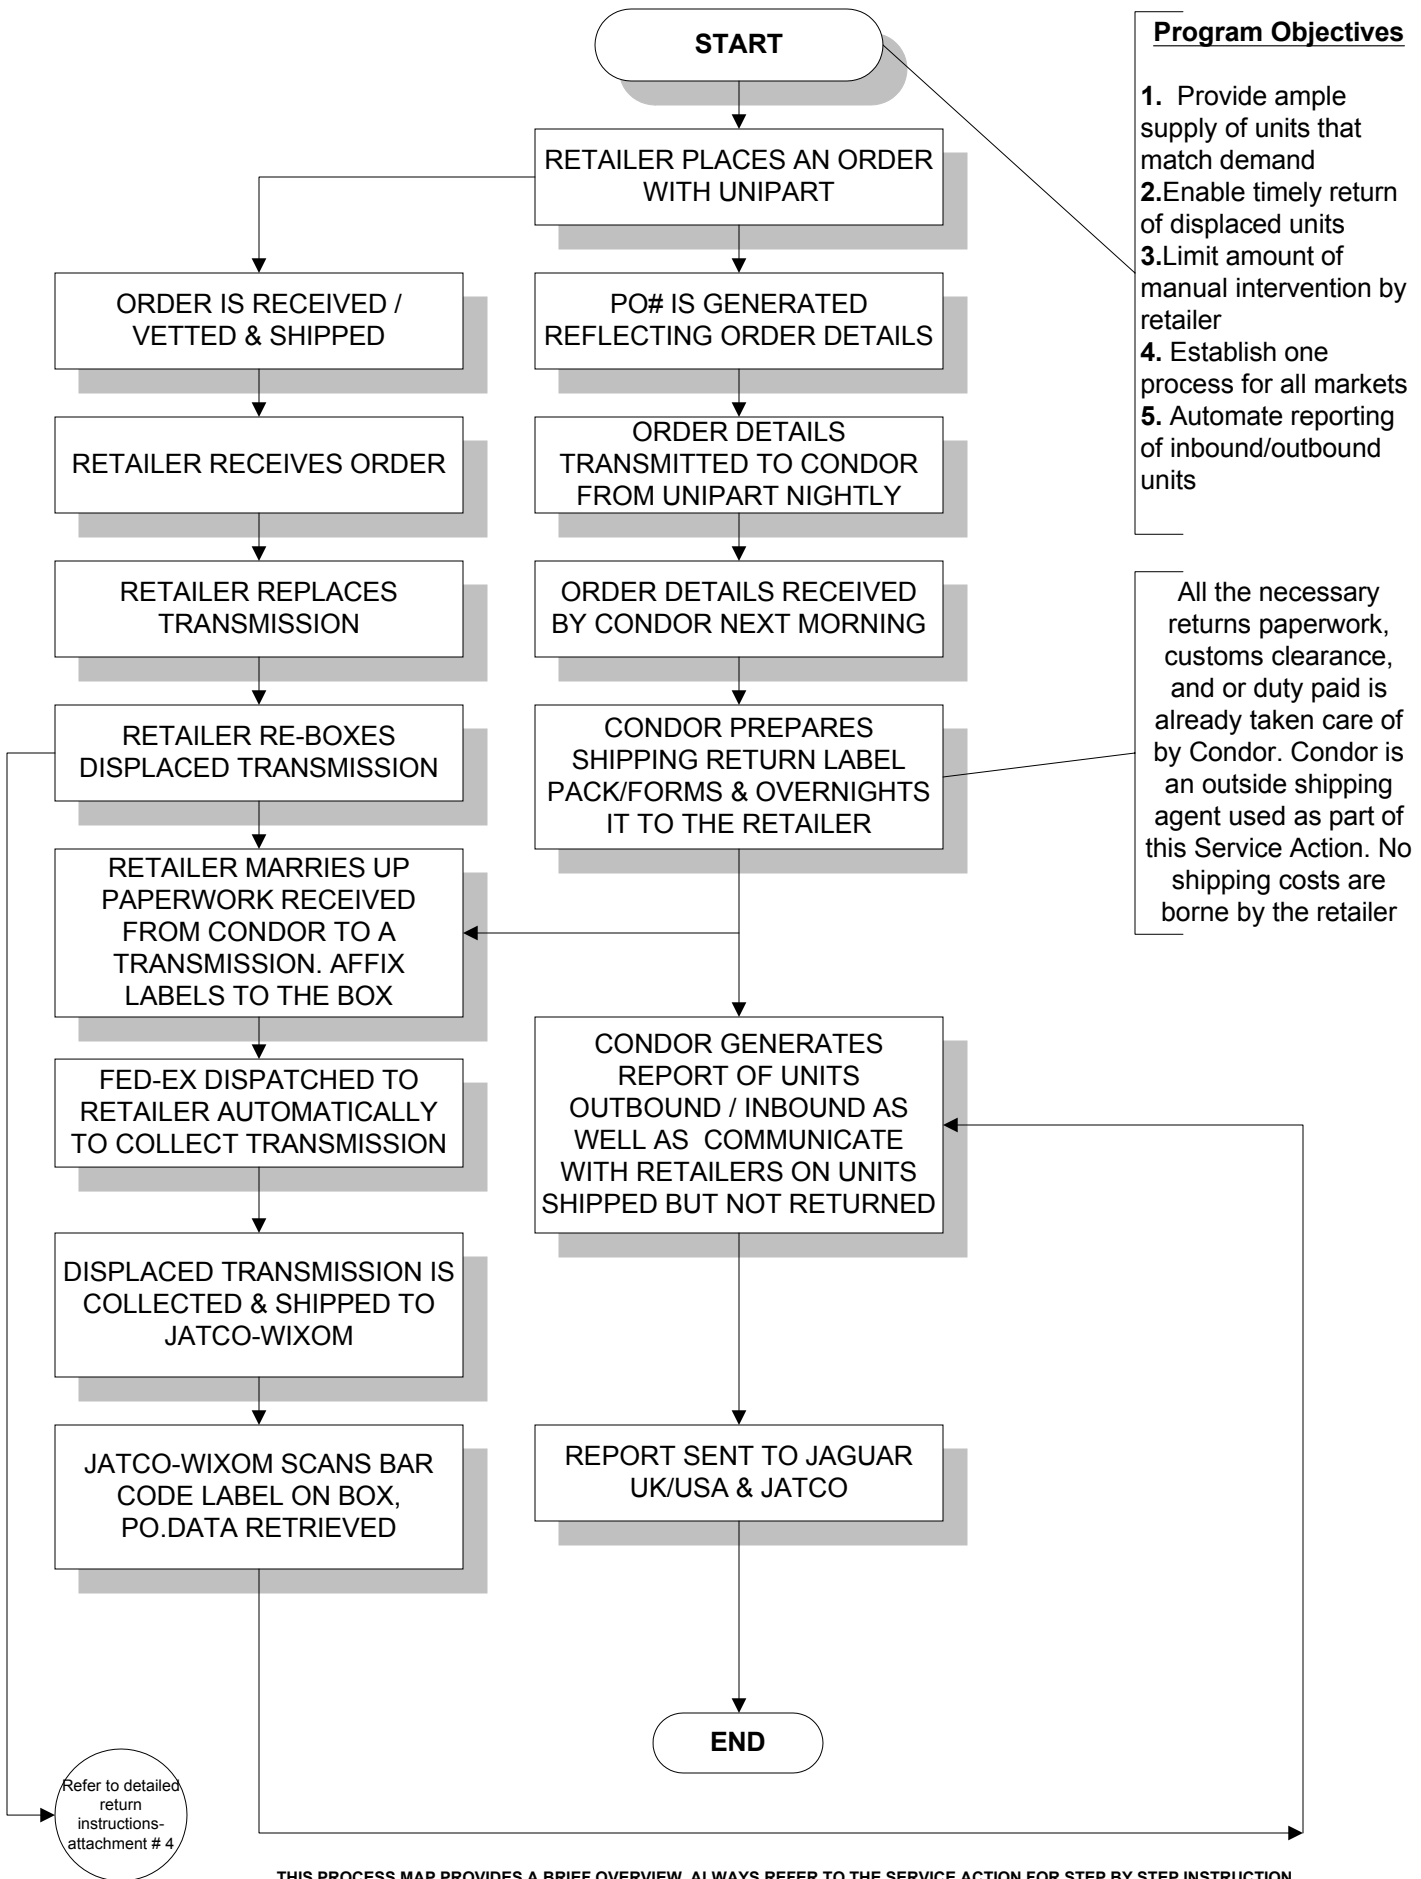 START
RETAILER PLACES AN ORDER
WITH UNIPART
ORDER IS RECEIVED /
VETTED & SHIPPED
RETAILER RECEIVES ORDER
RETAILER REPLACES
TRANSMISSION
RETAILER RE-BOXES
DISPLACED TRANSMISSION
RETAILER MARRIES UP
PAPERWORK RECEIVED
FROM CONDOR TO A
TRANSMISSION. AFFIX
LABELS TO THE BOX
FED-EX DISPATCHED TO
RETAILER AUTOMATICALLY
TO COLLECT TRANSMISSION
DISPLACED TRANSMISSION IS
COLLECTED & SHIPPED TO
JATCO-WIXOM
JATCO-WIXOM SCANS BAR
CODE LABEL ON BOX,
PO.DATA RETRIEVED
Refer to detailed
return
instructions-
attachment # 4
PO# IS GENERATED
REFLECTING ORDER DETAILS
ORDER DETAILS
TRANSMITTED TO CONDOR
FROM UNIPART NIGHTLY
ORDER DETAILS RECEIVED
BY CONDOR NEXT MORNING
CONDOR PREPARES
SHIPPING RETURN LABEL
PACK/FORMS & OVERNIGHTS
IT TO THE RETAILER
CONDOR GENERATES
REPORT OF UNITS
OUTBOUND / INBOUND AS
WELL AS COMMUNICATE
WITH RETAILERS ON UNITS
SHIPPED BUT NOT RETURNED
REPORT SENT TO JAGUAR
UK/USA & JATCO
END
Program Objectives
1. Provide ample
supply of units that
match demand
2.Enable timely return
of displaced units
3.Limit amount of
manual intervention by
retailer
4. Establish one
process for all markets
5. Automate reporting
of inbound/outbound
units
All the necessary
returns paperwork,
customs clearance,
and or duty paid is
already taken care of
by Condor. Condor is
an outside shipping
agent used as part of
this Service Action. No
shipping costs are
borne by the retailer
THIS PROCESS MAP PROVIDES A BRIEF OVERVIEW, ALWAYS REFER TO THE SERVICE ACTION FOR STEP BY STEP INSTRUCTION